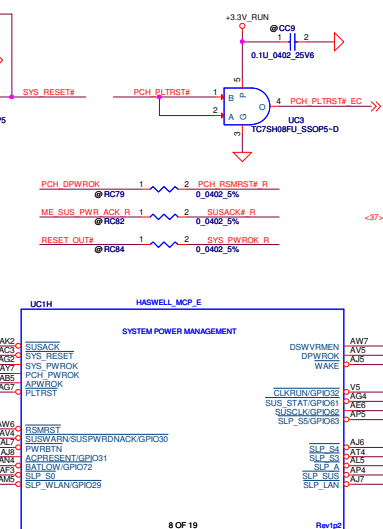 +3.3V_RUN
@CC9
1 2
0.1U_0402_25V6
SYS_RESET#
PCH_PLTRST#
1 B
2 A
P
G
O
5
4 PCH_PLTRST#_EC
3
UC3
TC7SH08FU_SSOP5~D
PCH_DPWROK 1 2 PCH_RSMRST#_R
@RC79 0_0402_5%
ME_SUS_PWR_ACK_R 1 2 SUSACK#_R
@RC82 0_0402_5%
<37>
RESET_OUT# 1 2 SYS_PWROK_R
@RC84 0_0402_5%
UC1H HASWELL_MCP_E
SYSTEM POWER MANAGEMENT
AK2 SUSACK
AC3 SYS_RESET
AG2 SYS_PWROK
AY7 PCH_PWROK
AB5 APWROK
AG7 PLTRST
DSWVRMEN AW7
DPWROK AV5
WAKE AJ5
CLKRUN/GPIO32 V5
SUS_STAT/GPIO61 AG4
SUSCLK/GPIO62 AE6
SLP_S5/GPIO63 AP5
AW6 RSMRST
AV4 SUSWARN/SUSPWRDNACK/GPIO30
AL7 PWRBTN
AJ8 ACPRESENT/GPIO31
AN4 BATLOW/GPIO72
AF3 SLP_S0
AM5 SLP_WLAN/GPIO29
SLP_S4 AJ6
SLP_S3 AT4
SLP_A AL5
SLP_SUS AP4
SLP_LAN AJ7
8 OF 19
Rev1p2